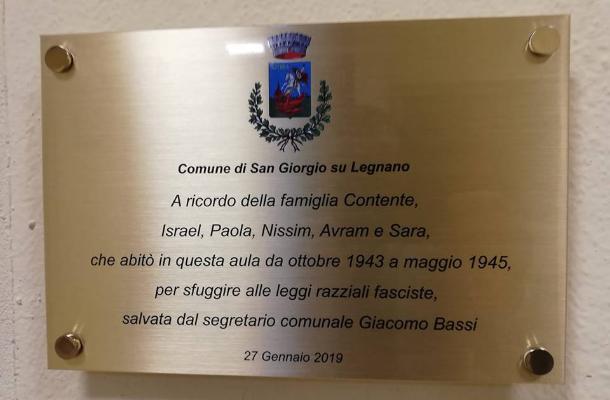 Comune di San Giorgio su Legnano
A ricordo della famiglia Contente,
Israel, Paola, Nissim, Avram e Sara,
che abitò in questa aula da ottobre 1943 a maggio 1945,
per sfuggire alle leggi razziali fasciste,
salvata dal segretario comunale Giacomo Bassi
27 Gennaio 2019